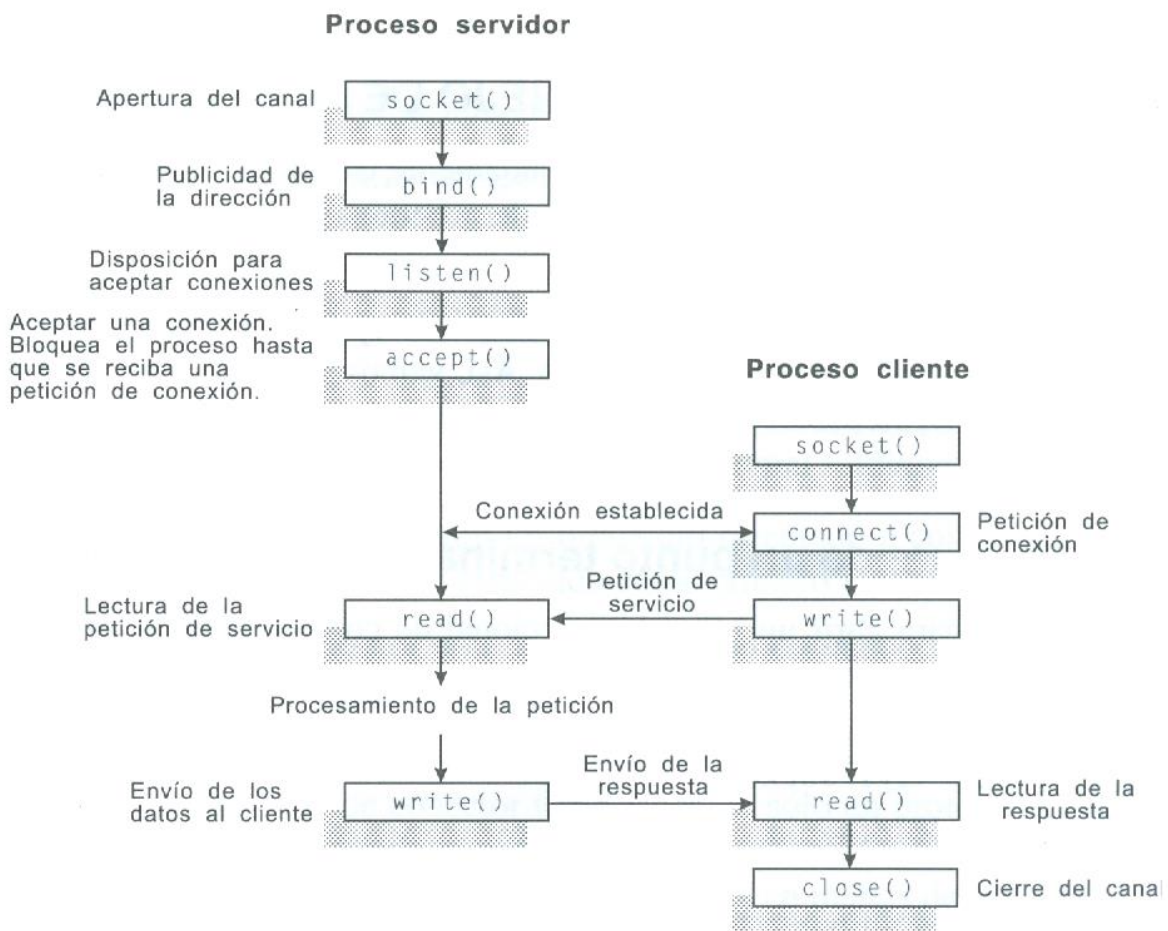 Proceso servidor
Apertura del canal
socket()
Publicidad de
la dirección
bind()
Disposición para
aceptar conexiones
listen()
Aceptar una conexión.
Bloquea el proceso hasta
que se reciba una
petición de conexión.
accept()
Proceso cliente
socket()
Conexión establecida
connect()
Petición de
conexión
Lectura de la
petición de servicio
read()
Petición de
servicio
write()
Procesamiento de la petición
Envío de los
datos al cliente
write()
Envío de la
respuesta
read()
Lectura de la
respuesta
close()
Cierre del canal